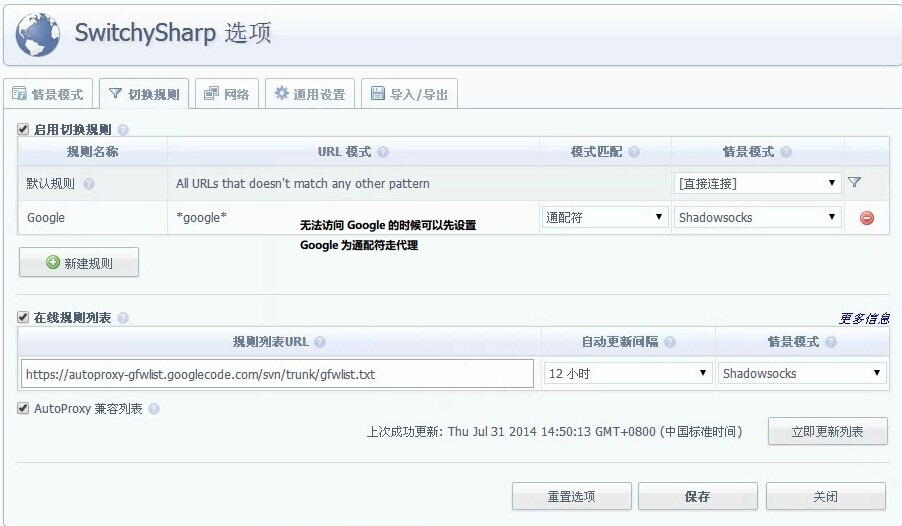 SwitchySharp 选项
情景模式 切换规则 网络 通用设置 导入/导出
启用切换规则
规则名称 URL 模式 模式匹配 情景模式
默认规则 All URLs that doesn't match any other pattern [直接连接]
Google *google* 通配符 Shadowsocks
无法访问 Google 的时候可以先设置
Google 为通配符走代理
新建规则
在线规则列表 更多信息
规则列表URL 自动更新间隔 情景模式
https://autoproxy-gfwlist.googlecode.com/svn/trunk/gfwlist.txt 12 小时 Shadowsocks
AutoProxy 兼容列表
上次成功更新: Thu Jul 31 2014 14:50:13 GMT+0800 (中国标准时间) 立即更新列表
重置选项 保存 关闭